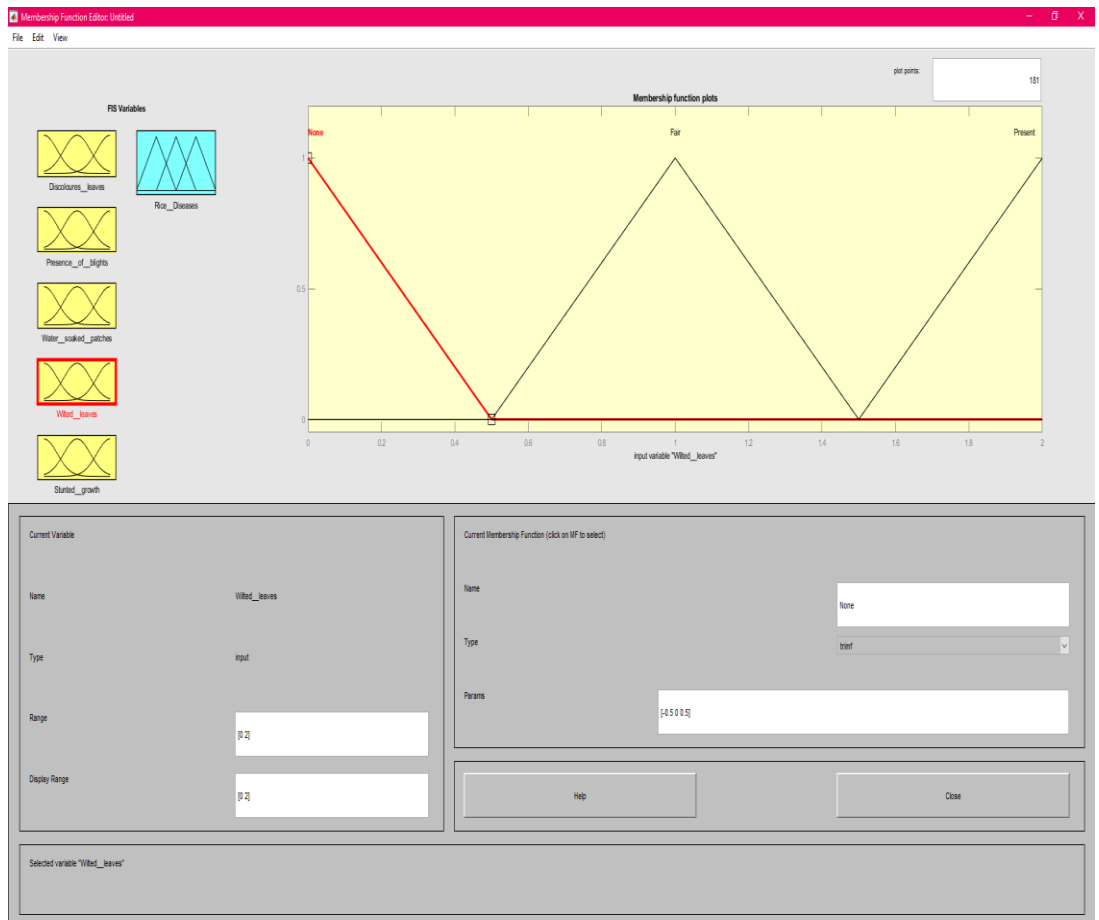 Membership Function Editor: Untitled
File Edit View
plot points:
181
FIS Variables
Membership function plots
Discoloures__leaves
Rice__Diseases
Presence__of__blights
Water__soaked__patches
Wilted__leaves
Stunted__growth
None
Fair
Present
1
0.5
0
0 0.2 0.4 0.6 0.8 1 1.2 1.4 1.6 1.8 2
input variable "Wilted__leaves"
Current Variable
Name
Wilted__leaves
Type
input
Range
[0 2]
Display Range
[0 2]
Current Membership Function (click on MF to select)
Name
None
Type
trimf
Params
[-0.5 0 0.5]
Help
Close
Selected variable "Wilted__leaves"